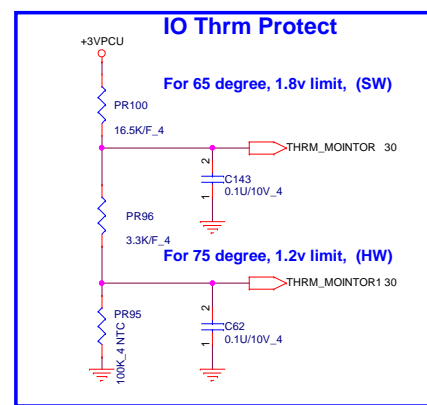 IO Thrm Protect
+3VPCU
For 65 degree, 1.8v limit, (SW)
PR100
16.5K/F_4
THRM_MOINTOR 30
2
C143
0.1U/10V_4
1
PR96
3.3K/F_4
For 75 degree, 1.2v limit, (HW)
THRM_MOINTOR1 30
PR95
100K_4 NTC
2
C62
0.1U/10V_4
1